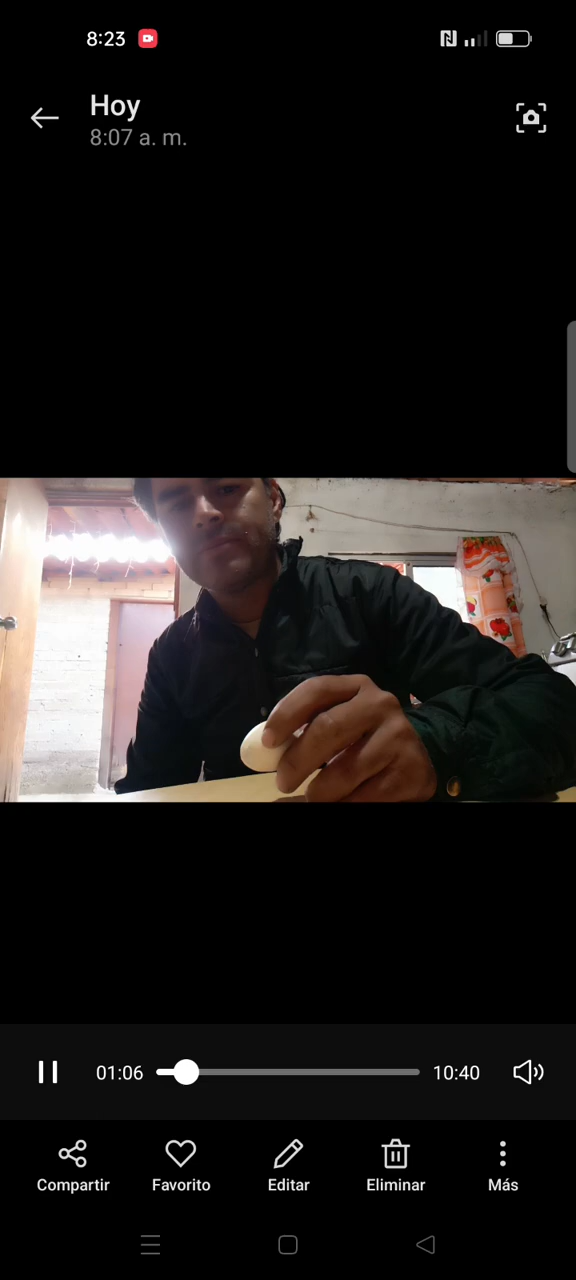 8:23
Hoy
8:07 a. m.
01:06
10:40
Compartir
Favorito
Editar
Eliminar
Más